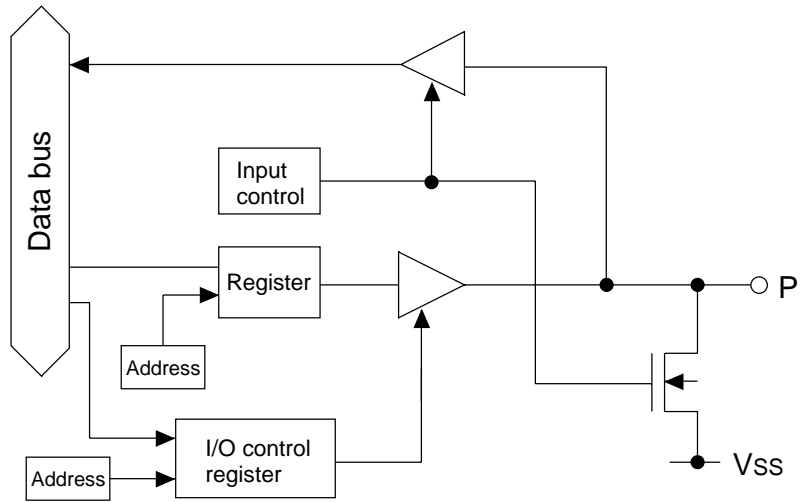 Data bus
Input
control
Register
Address
I/O control
register
Address
P
VSS